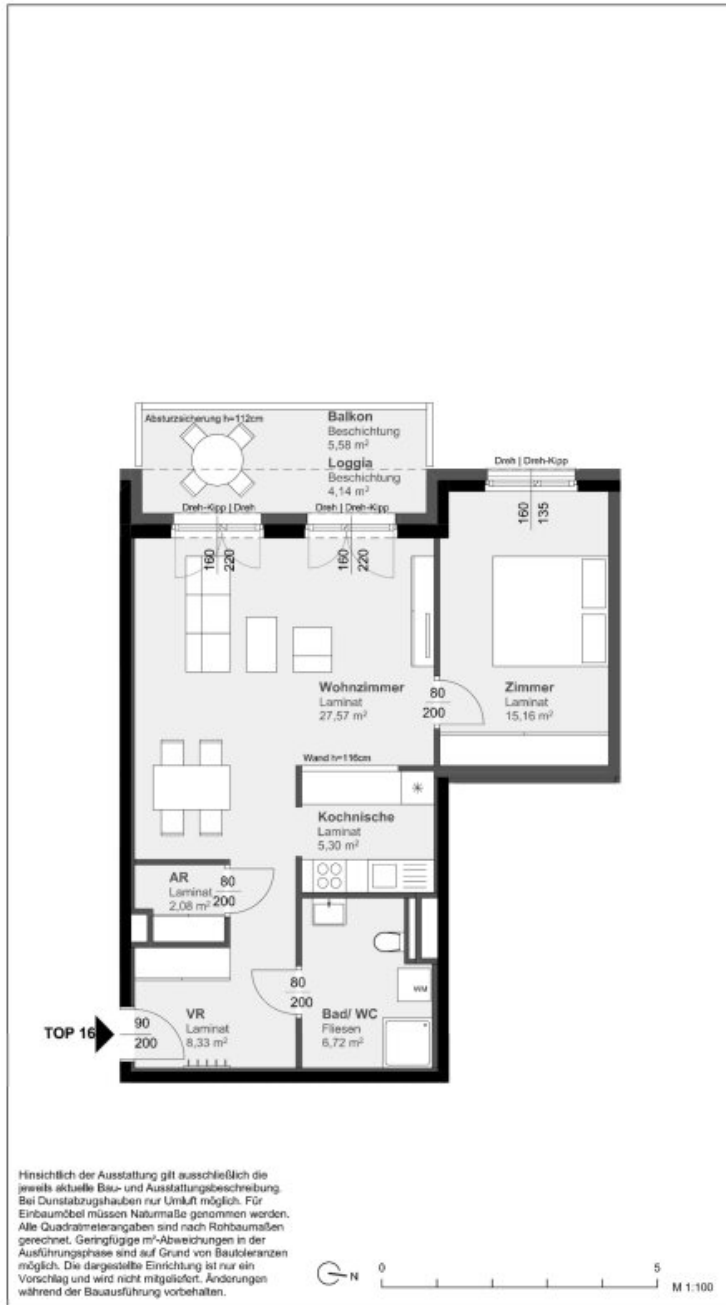 Absturzsicherung h=112cm
Balkon
Beschichtung
5,58 m²
Loggia
Beschichtung
4,14 m²
Dreh | Dreh-Kipp
160
135
Dreh-Kipp | Dreh
Dreh | Dreh-Kipp
160
220
160
220
Wohnzimmer
Laminat
27,57 m²
80
200
Zimmer
Laminat
15,16 m²
Wand h=116cm
Kochnische
Laminat
5,30 m²
AR
Laminat
2,08 m²
80
200
80
200
VR
Laminat
8,33 m²
Bad/ WC
Fliesen
6,72 m²
WM
TOP 16
90
200
Hinsichtlich der Ausstattung gilt ausschließlich die
jeweils aktuelle Bau- und Ausstattungsbeschreibung.
Bei Dunstabzugshauben nur Umluft möglich. Für
Einbaumöbel müssen Naturmaße genommen werden.
Alle Quadratmeterangaben sind nach Rohbaumaßen
gerechnet. Geringfügige m²-Abweichungen in der
Ausführungsphase sind auf Grund von Bautoleranzen
möglich. Die dargestellte Einrichtung ist nur ein
Vorschlag und wird nicht mitgeliefert. Änderungen
während der Bauausführung vorbehalten.
N
0
5
M 1:100